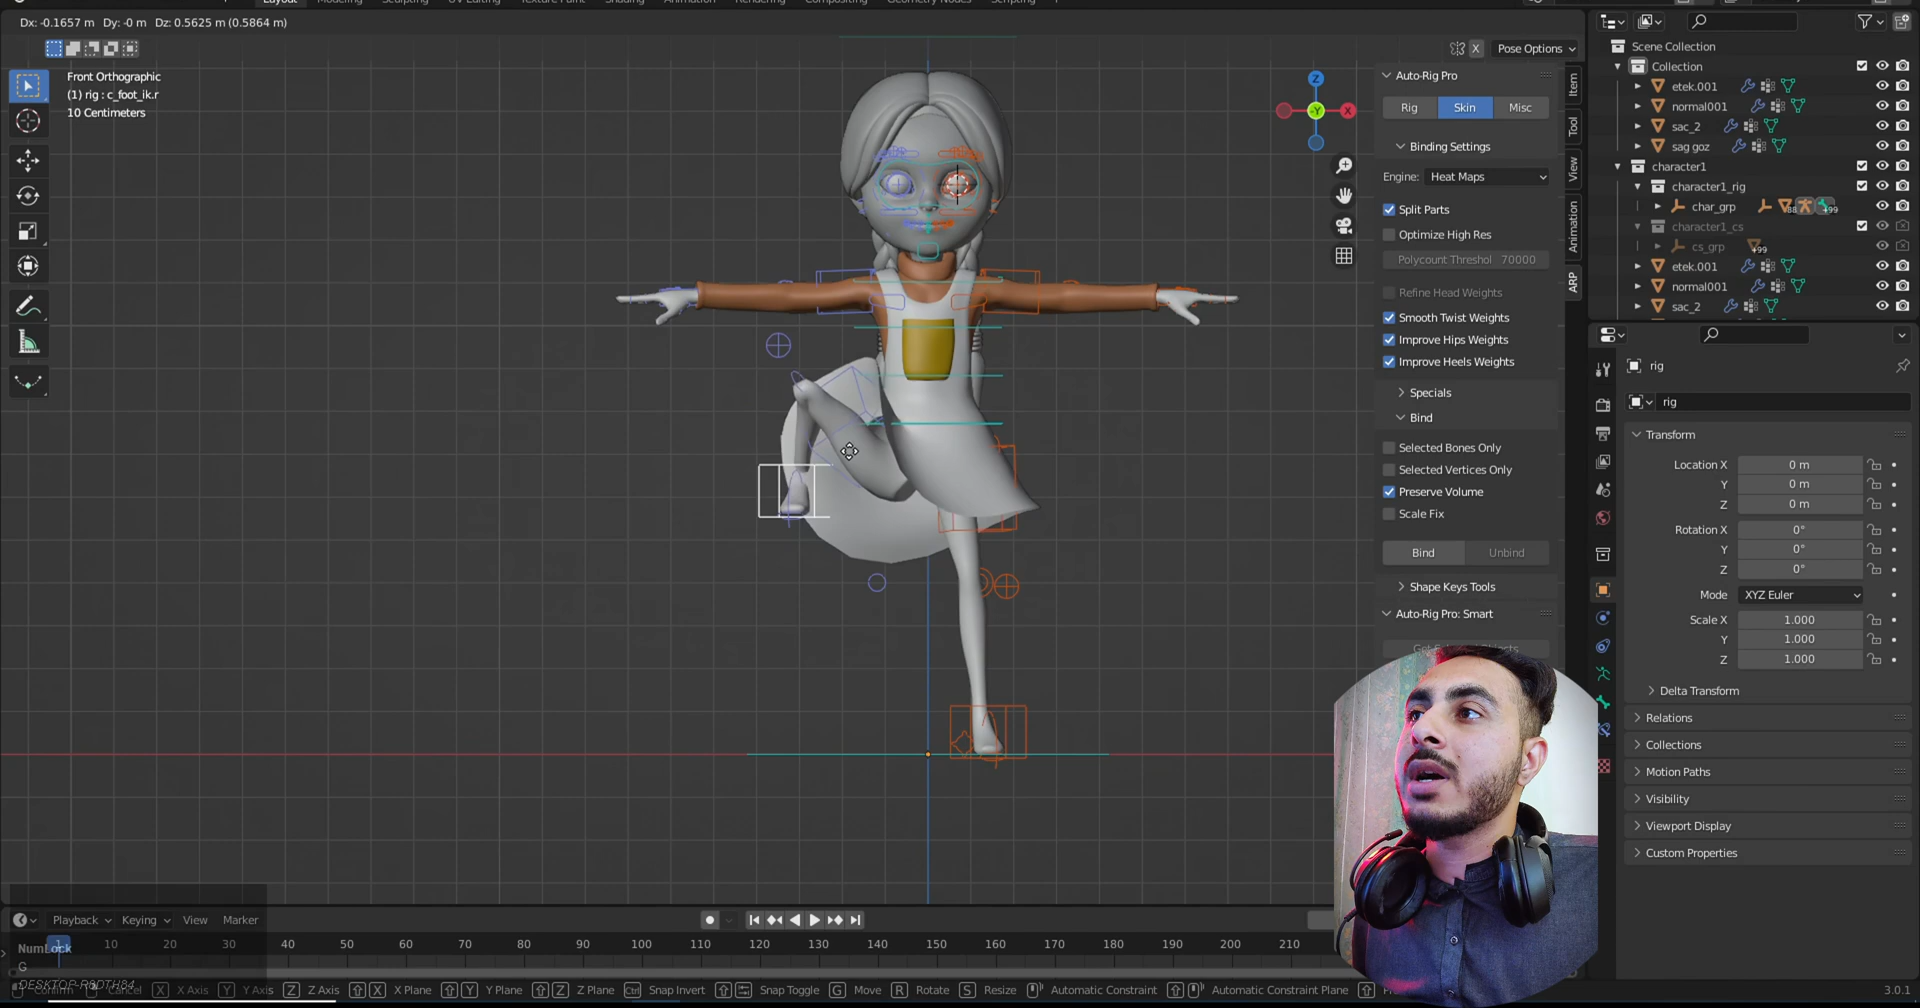 Layout
Modeling
Sculpting
UV Editing
Texture Paint
Shading
Animation
Rendering
Compositing
Geometry Nodes
Scripting
Dx: -0.1657 m Dy: -0 m Dz: 0.5625 m (0.5864 m)
X
Pose Options
Front Orthographic
(1) rig : c_foot_ik.r
10 Centimeters
Z
Y
X
Auto-Rig Pro
Rig
Skin
Misc
Binding Settings
Engine: Heat Maps
Split Parts
Optimize High Res
Polycount Threshol 70000
Refine Head Weights
Smooth Twist Weights
Improve Hips Weights
Improve Heels Weights
Specials
Bind
Selected Bones Only
Selected Vertices Only
Preserve Volume
Scale Fix
Bind
Unbind
Shape Keys Tools
Auto-Rig Pro: Smart
Item
Tool
View
Animation
ARP
Scene Collection
Collection
etek.001
normal001
sac_2
sag goz
character1
character1_rig
char_grp
character1_cs
cs_grp
etek.001
normal001
sac_2
rig
rig
Transform
Location X 0 m
Y 0 m
Z 0 m
Rotation X 0°
Y 0°
Z 0°
Mode XYZ Euler
Scale X 1.000
Y 1.000
Z 1.000
Delta Transform
Relations
Collections
Motion Paths
Visibility
Viewport Display
Custom Properties
Playback
Keying
View
Marker
1 10 20 30 40 50 60 70 80 90 100 110 120 130 140 150 160 170 180 190 200 210
NumLock
G
Confirm
Cancel
X X Axis
Y Y Axis
Z Z Axis
X X Plane
Y Y Plane
Z Z Plane
Ctrl Snap Invert
Snap Toggle
G Move
R Rotate
S Resize
Automatic Constraint
Automatic Constraint Plane
3.0.1